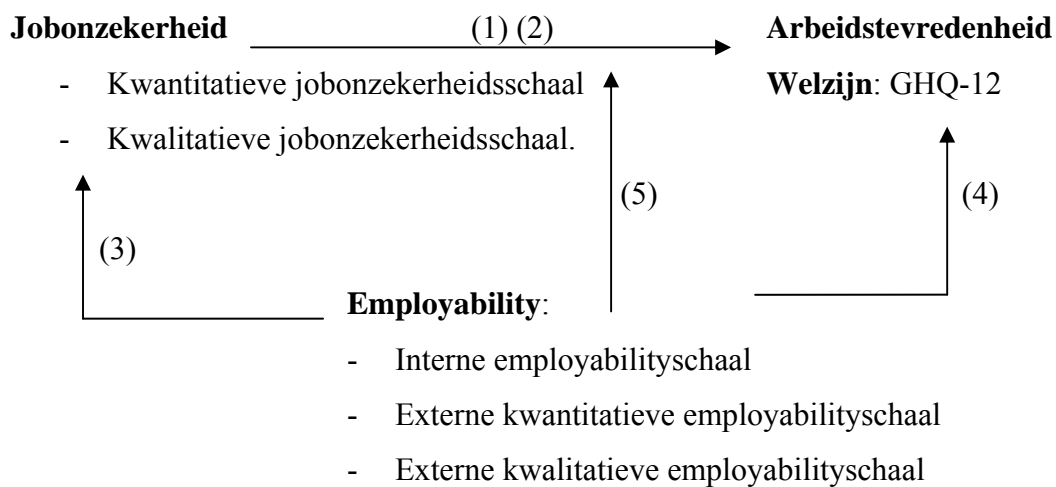 Jobonzekerheid (1) (2) Arbeidstevredenheid
- Kwantitatieve jobonzekerheidsschaal Welzijn: GHQ-12
- Kwalitatieve jobonzekerheidsschaal.
(5) (4)
(3)
Employability:
- Interne employabilityschaal
- Externe kwantitatieve employabilityschaal
- Externe kwalitatieve employabilityschaal